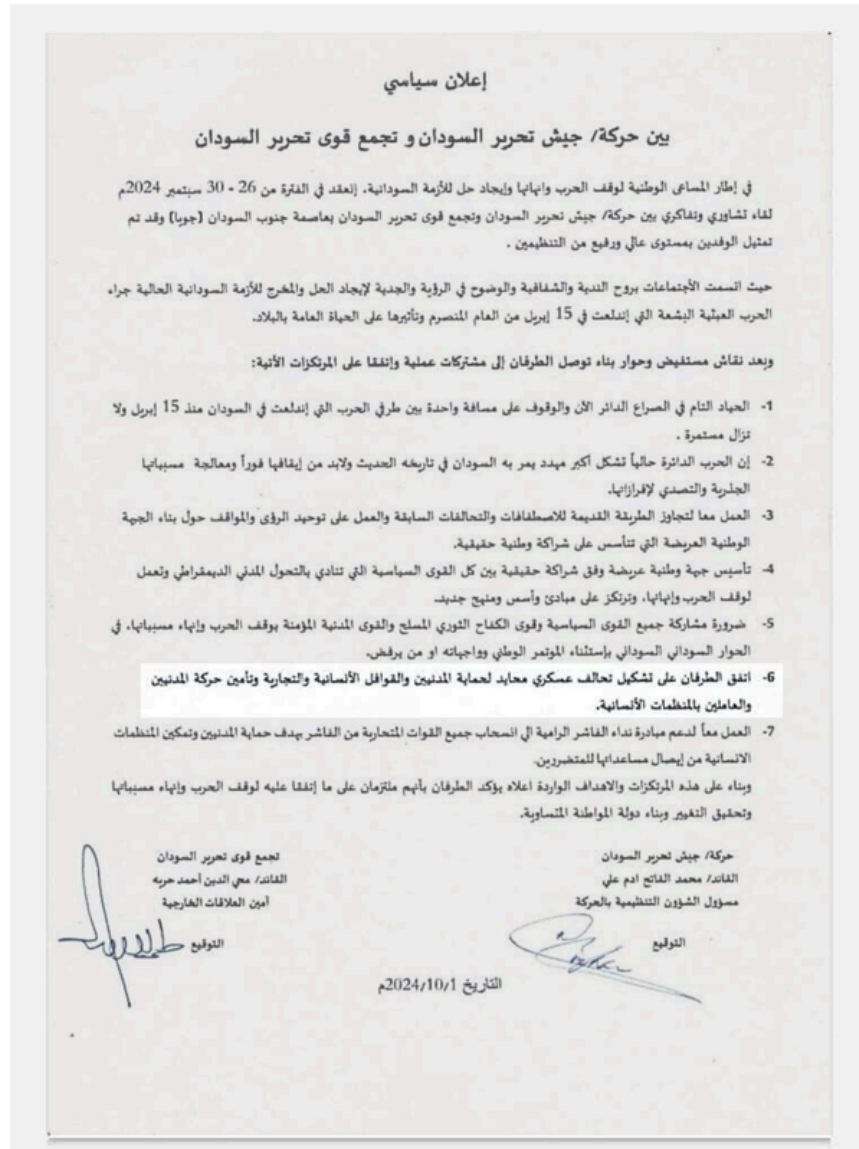 إعلان سياسي
بين حركة/ جيش تحرير السودان و تجمع قوى تحرير السودان
في إطار المساعى الوطنية لوقف الحرب وانهائها وإيجاد حل للأزمة السودانية. إنعقد في الفترة من 26 - 30 سبتمبر 2024م
لقاء تشاوري وتفاكري بين حركة/ جيش تحرير السودان وتجمع قوى تحرير السودان بعاصمة جنوب السودان (جوبا) وقد تم
تمثيل الوفدين بمستوى عالي ورفيع من التنظيمين .
حيث اتسمت الأجتماعات بروح الندية والشفافية والوضوح في الرؤية والجدية لإيجاد الحل والمخرج للأزمة السودانية الحالية جراء
الحرب العبثية البشعة التي إندلعت في 15 إبريل من العام المنصرم وتأثيرها على الحياة العامة بالبلاد.
وبعد نقاش مستفيض وحوار بناء توصل الطرفان إلى مشتركات عملية وإتفقا على المرتكزات الأتية:
1- الحياد التام في الصراع الدائر الآن والوقوف على مسافة واحدة بين طرفي الحرب التي إندلعت في السودان منذ 15 إبريل ولا
تزال مستمرة .
2- إن الحرب الدائرة حالياً تشكل أكبر مهدد يمر به السودان في تاريخه الحديث ولابد من إيقافها فوراً ومعالجة مسبباتها
الجذرية والتصدي لإفرازاتها.
3- العمل معا لتجاوز الطريقة القديمة للاصطفافات والتحالفات السابقة والعمل على توحيد الرؤى والمواقف حول بناء الجبهة
الوطنية العريضة التي تتأسس على شراكة وطنية حقيقية.
4- تأسيس جبهة وطنية عريضة وفق شراكة حقيقية بين كل القوى السياسية التي تنادي بالتحول المدني الديمقراطي وتعمل
لوقف الحرب وإنهائها، وترتكز على مبادئ وأسس ومنهج جديد.
5- ضرورة مشاركة جميع القوى السياسية وقوى الكفاح الثوري المسلح والقوى المدنية المؤمنة بوقف الحرب وإنهاء مسبباتها، في
الحوار السوداني السوداني بإستثناء المؤتمر الوطني وواجهاته او من يرفض.
6- اتفق الطرفان على تشكيل تحالف عسكري محايد لحماية المدنيين والقوافل الأنسانية والتجارية وتأمين حركة المدنيين
والعاملين بالمنظمات الأنسانية.
7- العمل معاً لدعم مبادرة نداء الفاشر الرامية الي انسحاب جميع القوات المتحاربة من الفاشر بهدف حماية المدنيين وتمكين المنظمات
الانسانية من إيصال مساعداتها للمتضررين.
وبناء على هذه المرتكزات والاهداف الواردة اعلاه يؤكد الطرفان بأنهم ملتزمان على ما إتفقا عليه لوقف الحرب وإنهاء مسبباتها
وتحقيق التغيير وبناء دولة المواطنة المتساوية.
حركة/ جيش تحرير السودان
القائد/ محمد الفاتح ادم علي
مسؤول الشؤون التنظيمية بالحركة
التوقيع
تجمع قوى تحرير السودان
القائد/ محي الدين أحمد حربه
أمين العلاقات الخارجية
التوقيع
التاريخ 2024/10/1م